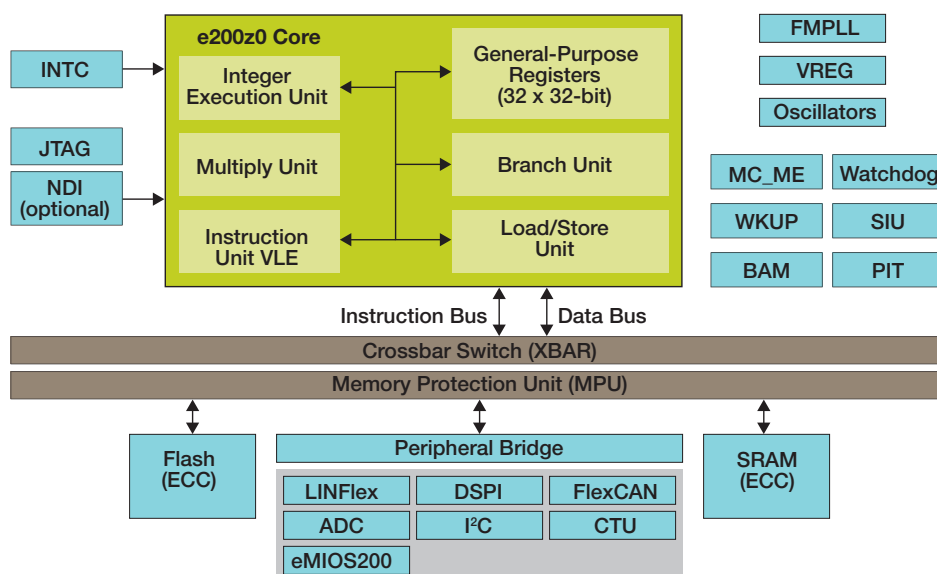 e200z0 Core
INTC
JTAG
NDI
(optional)
Integer
Execution Unit
General-Purpose
Registers
(32 x 32-bit)
Multiply Unit
Branch Unit
Instruction
Unit VLE
Load/Store
Unit
FMPLL
VREG
Oscillators
MC_ME
Watchdog
WKUP
SIU
BAM
PIT
Instruction Bus
Data Bus
Crossbar Switch (XBAR)
Memory Protection Unit (MPU)
Flash
(ECC)
Peripheral Bridge
SRAM
(ECC)
LINFlex
DSPI
FlexCAN
ADC
I²C
CTU
eMIOS200